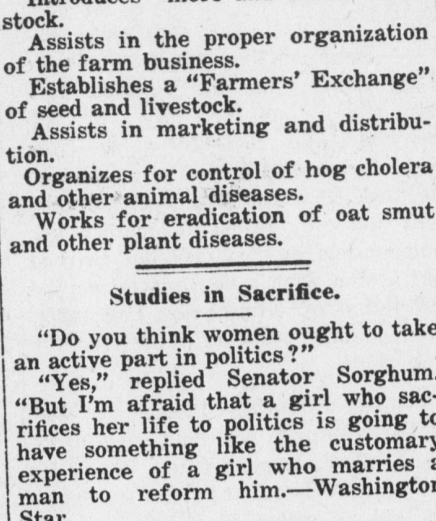 Introduces more and
stock.
Assists in the proper organization
of the farm business.
Establishes a "Farmers' Exchange"
of seed and livestock.
Assists in marketing and distribu-
tion.
Organizes for control of hog cholera
and other animal diseases.
Works for eradication of oat smut
and other plant diseases.
Studies in Sacrifice.
"Do you think women ought to take
an active part in politics?"
"Yes," replied Senator Sorghum.
"But I'm afraid that a girl who sac-
rifices her life to politics is going to
have something like the customary
experience of a girl who marries a
man to reform him.—Washington
Star.